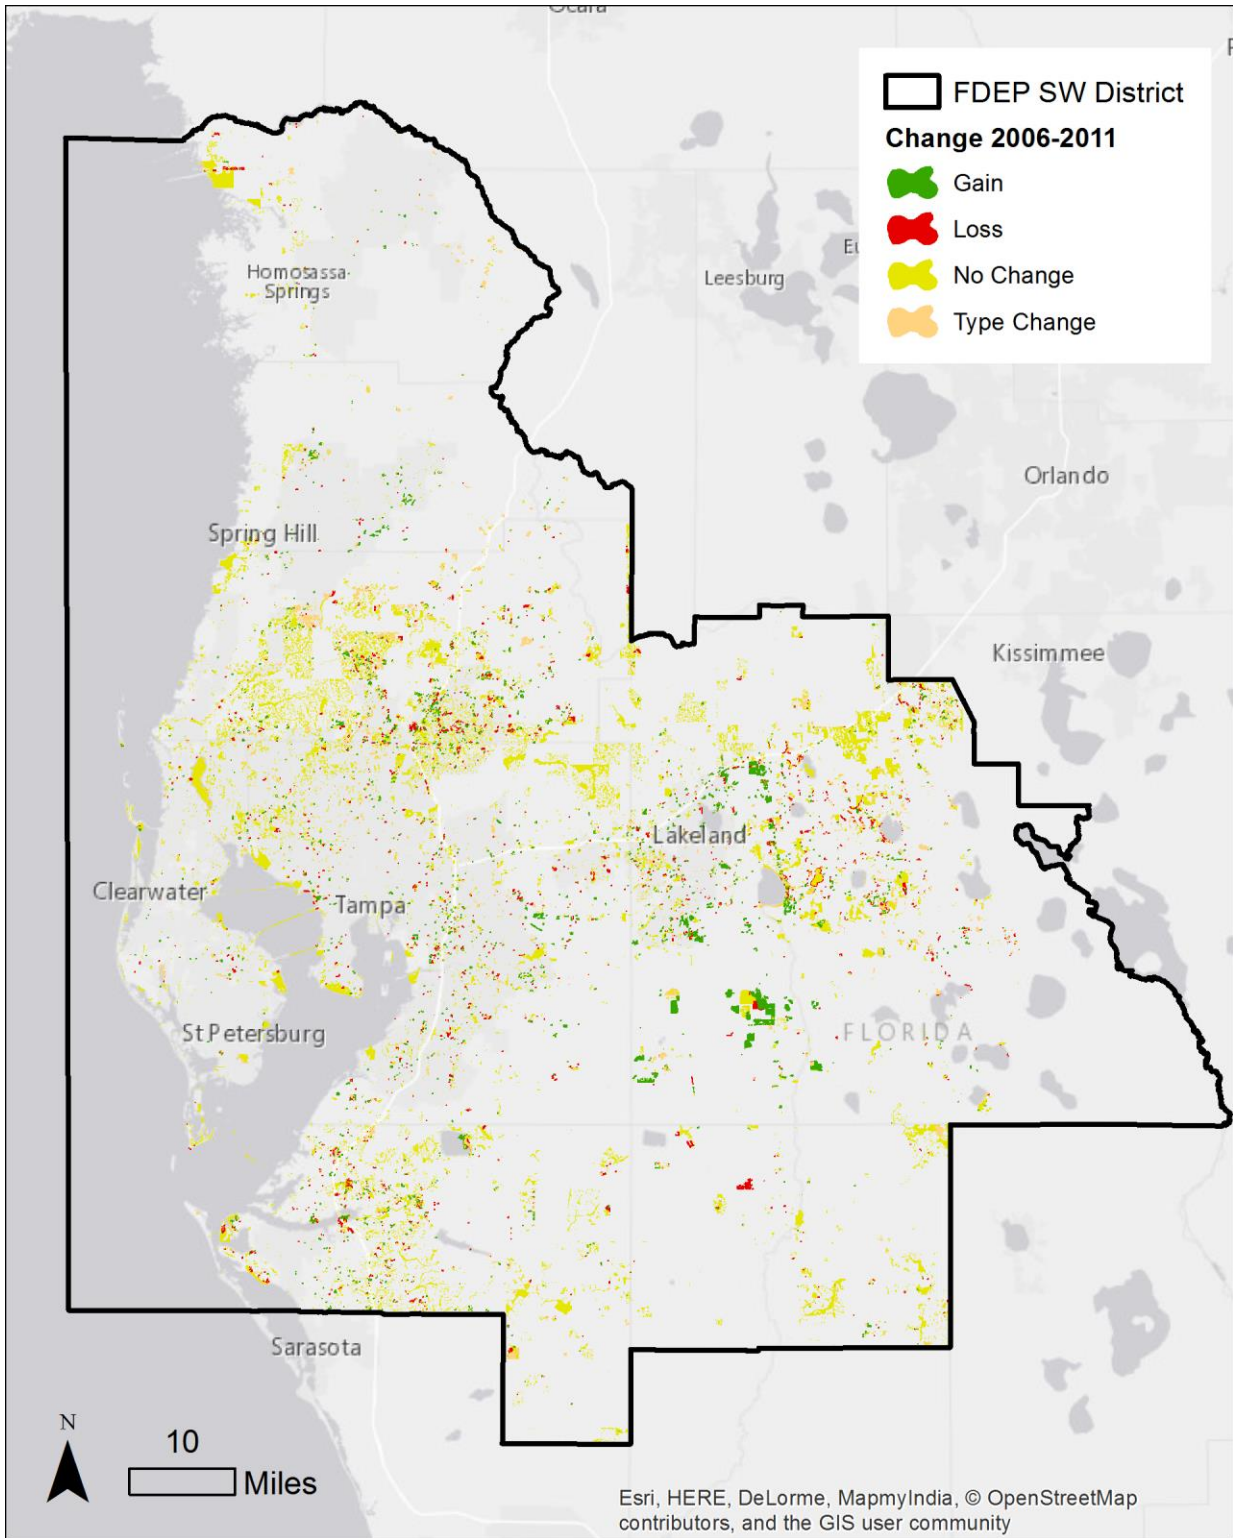 FDEP SW District
Change 2006-2011
Gain
Loss
No Change
Type Change
Homosassa
Springs
Leesburg
Orlando
Spring Hill
Kissimmee
Lakeland
Clearwater
Tampa
St. Petersburg
FLORIDA
Sarasota
N
10
Miles
Esri, HERE, DeLorme, MapmyIndia, © OpenStreetMap
contributors, and the GIS user community